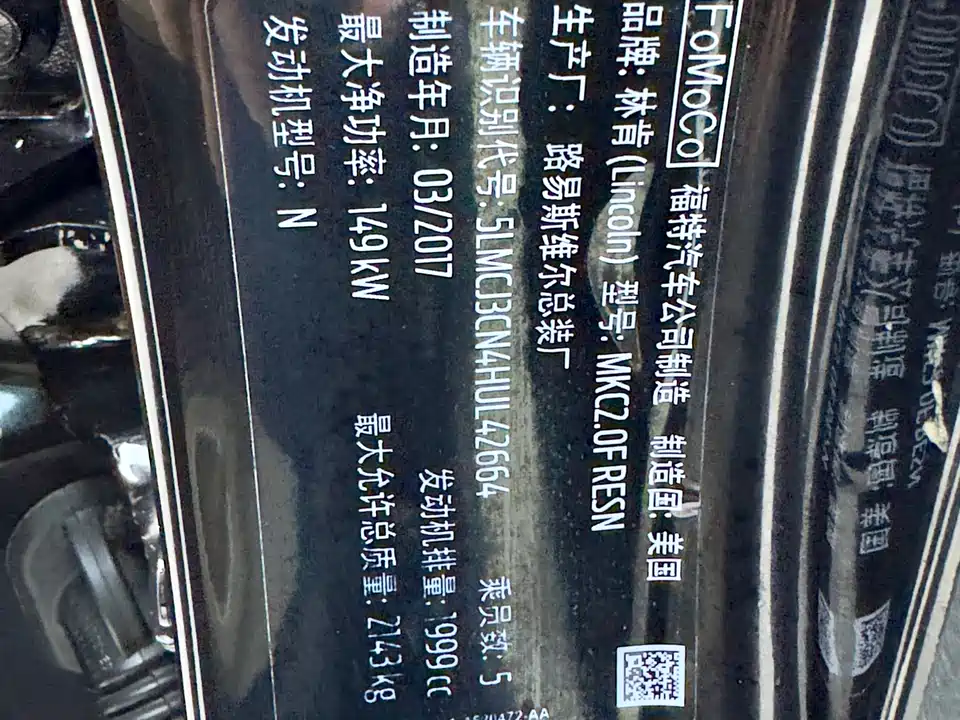 FoMoCo 福特汽车公司制造 制造国: 美国
品牌: 林肯 (Lincoln) 型号: MKC2.0FRESN
生产厂: 路易斯维尔总装厂
车辆识别代号: 5LMCJ3CN4HUL42664 乘员数: 5
制造年月: 03/2017 发动机排量: 1999 cc
最大净功率: 149 kW 最大允许总质量: 2143 kg
发动机型号: N